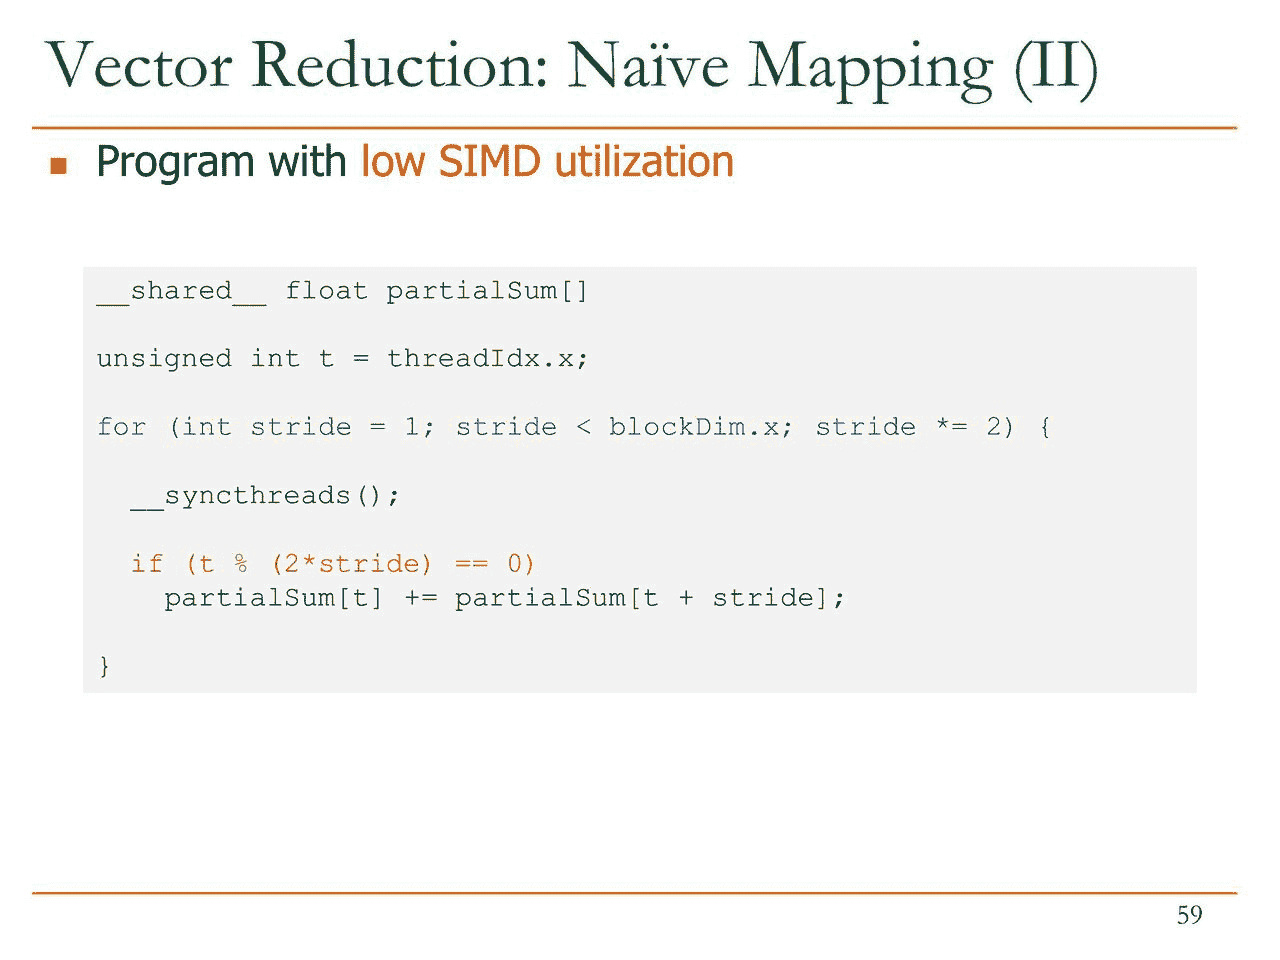 Vector Reduction: Naïve Mapping (II)
Program with low SIMD utilization
__shared__ float partialSum[]
unsigned int t = threadIdx.x;
for (int stride = 1; stride < blockDim.x; stride *= 2) {
__syncthreads();
if (t % (2*stride) == 0)
partialSum[t] += partialSum[t + stride];
}
59